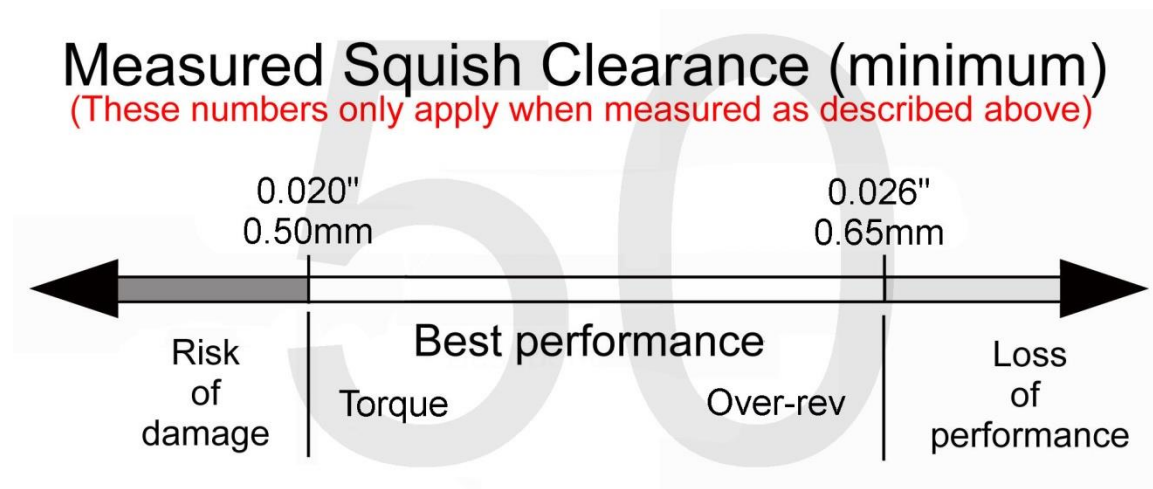 50
Measured Squish Clearance (minimum)
(These numbers only apply when measured as described above)
0.020"
0.50mm
0.026"
0.65mm
Best performance
Risk
of
damage
Torque
Over-rev
Loss
of
performance